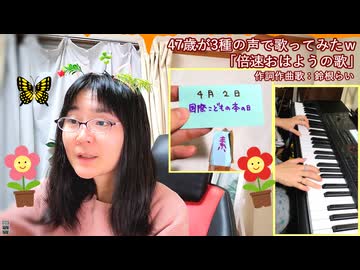 47歳が3種の声で歌ってみたｗ
「倍速おはようの歌」
作詞作曲歌：鈴根らい
4月2日
国際こどもの本の日